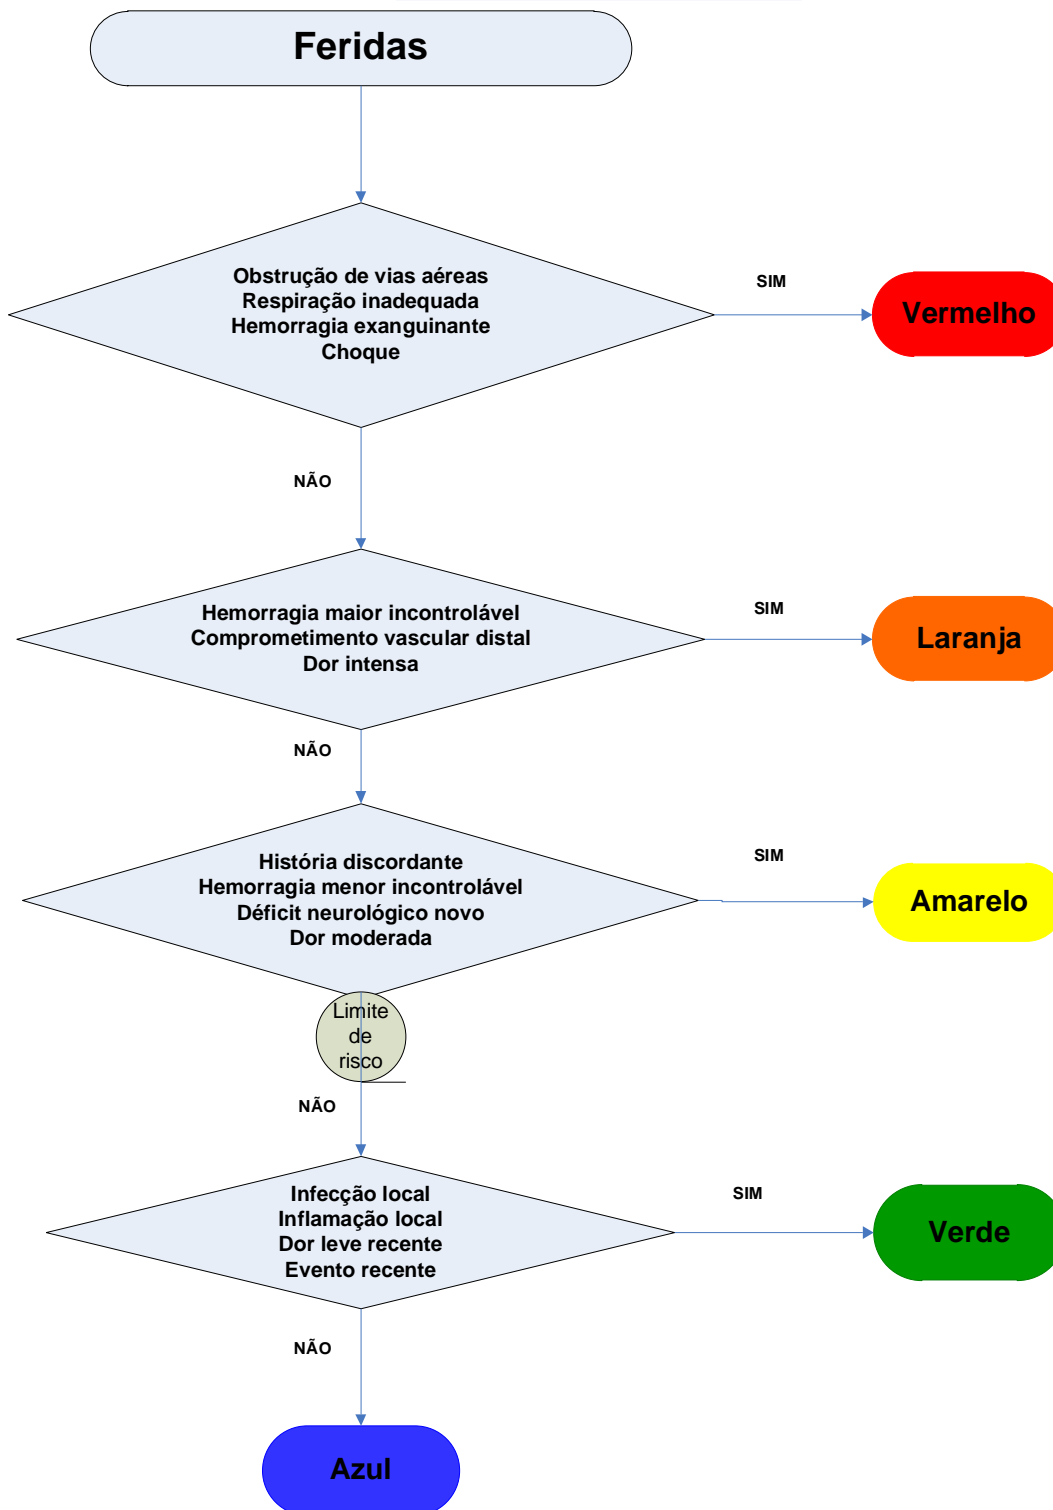 Feridas
Obstrução de vias aéreas
Respiração inadequada
Hemorragia exanguinante
Choque
SIM
Vermelho
NÃO
Hemorragia maior incontrolável
Comprometimento vascular distal
Dor intensa
SIM
Laranja
NÃO
História discordante
Hemorragia menor incontrolável
Déficit neurológico novo
Dor moderada
SIM
Amarelo
Limite
de
risco
NÃO
Infecção local
Inflamação local
Dor leve recente
Evento recente
SIM
Verde
NÃO
Azul